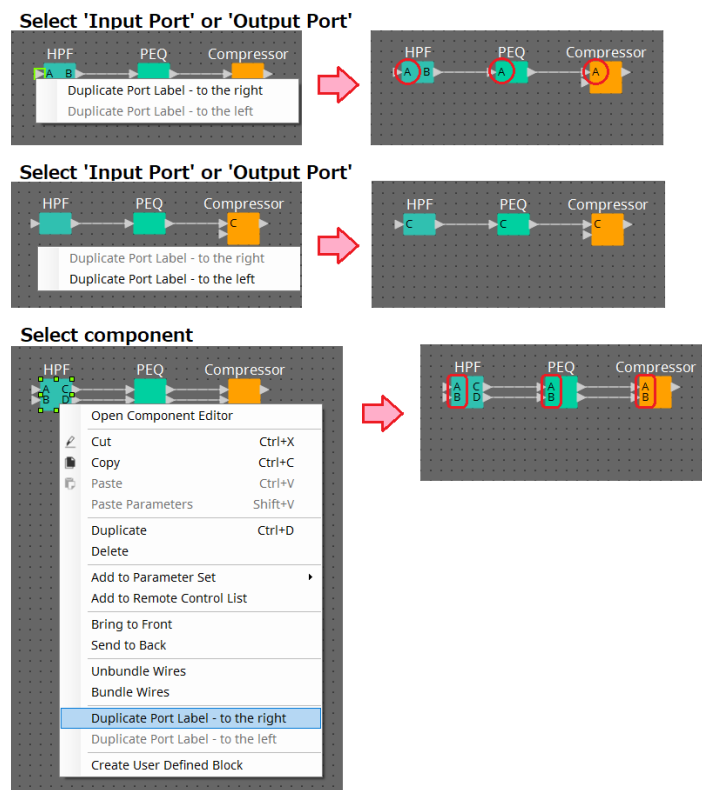 Select 'Input Port' or 'Output Port'
HPF PEQ Compressor
A B
Duplicate Port Label - to the right
Duplicate Port Label - to the left
HPF PEQ Compressor
A B A A
Select 'Input Port' or 'Output Port'
HPF PEQ Compressor
C
Duplicate Port Label - to the right
Duplicate Port Label - to the left
HPF PEQ Compressor
C C C
Select component
HPF PEQ Compressor
A C
B D
Open Component Editor
Cut Ctrl+X
Copy Ctrl+C
Paste Ctrl+V
Paste Parameters Shift+V
Duplicate Ctrl+D
Delete
Add to Parameter Set
Add to Remote Control List
Bring to Front
Send to Back
Unbundle Wires
Bundle Wires
Duplicate Port Label - to the right
Duplicate Port Label - to the left
Create User Defined Block
HPF PEQ Compressor
A C A A
B D B B